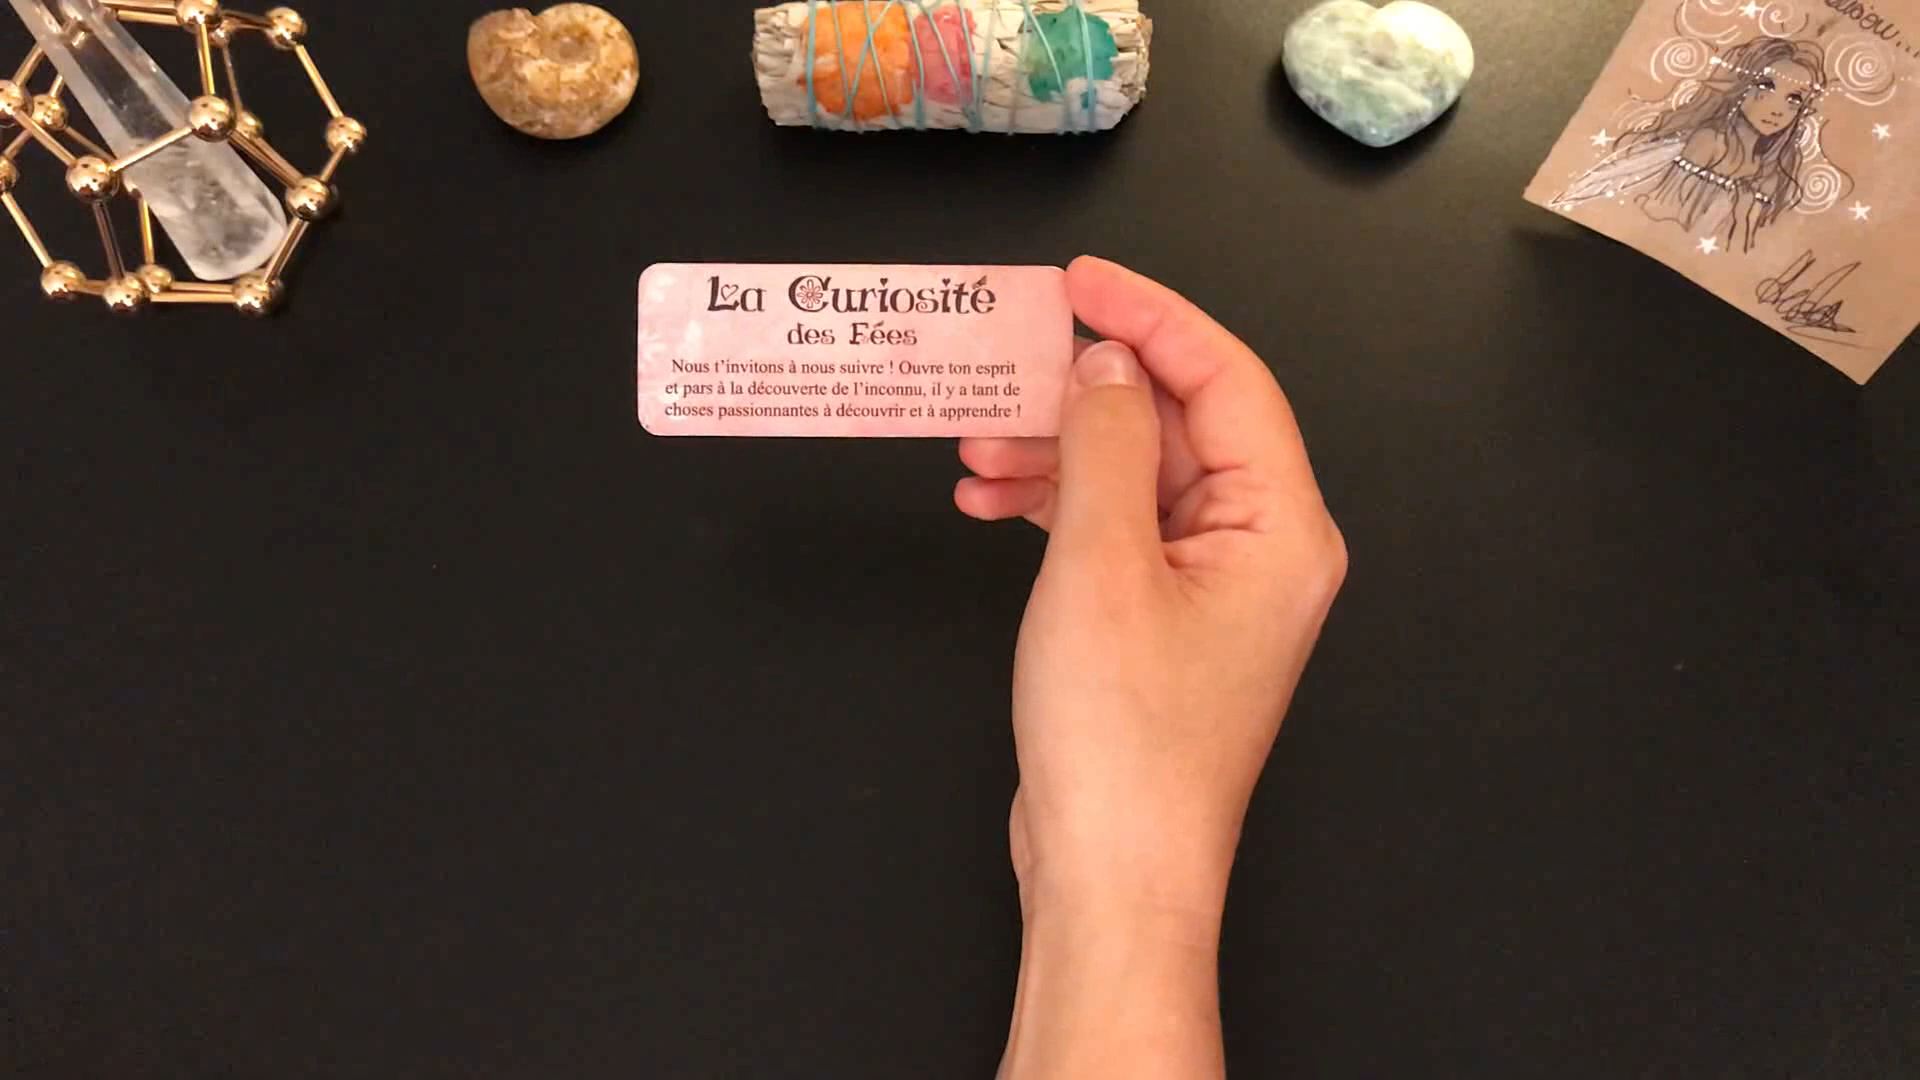 La Curiosité
des Fées
Nous t’invitons à nous suivre ! Ouvre ton esprit
et pars à la découverte de l’inconnu, il y a tant de
choses passionnantes à découvrir et à apprendre !